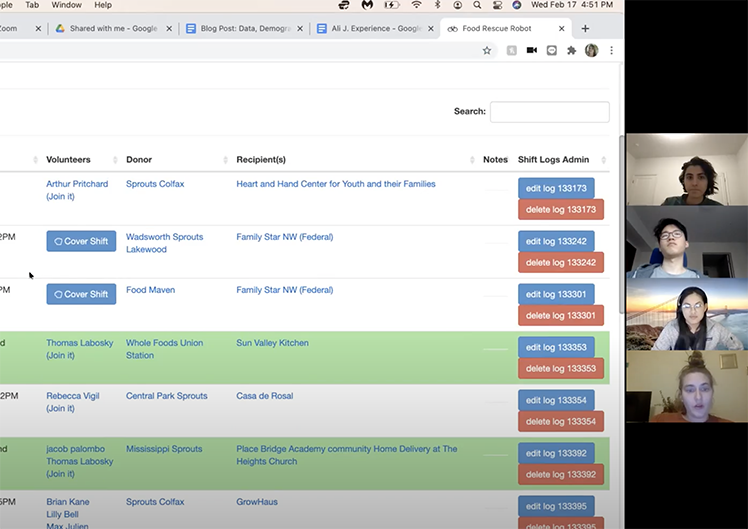 ple Tab Window Help Wed Feb 17 4:51 PM
Zoom Shared with me - Google Blog Post: Data, Demogra Ali J. Experience - Google Food Rescue Robot
Search:
Volunteers Donor Recipient(s) Notes Shift Logs Admin
Arthur Pritchard Sprouts Colfax Heart and Hand Center for Youth and their Families edit log 133173
(Join it)
delete log 133173
2PM Cover Shift Wadsworth Sprouts Family Star NW (Federal) edit log 133242
Lakewood
delete log 133242
PM Cover Shift Food Maven Family Star NW (Federal) edit log 133301
delete log 133301
d Thomas Labosky Whole Foods Union Sun Valley Kitchen edit log 133353
(Join it) Station
delete log 133353
2PM Rebecca Vigil Central Park Sprouts Casa de Rosal edit log 133354
(Join it)
delete log 133354
nd jacob palombo Mississippi Sprouts Place Bridge Academy community Home Delivery at The edit log 133392
Thomas Labosky Heights Church
(Join it)
delete log 133392
5PM Brian Kane Sprouts Colfax GrowHaus edit log 133395
Lilly Bell
Max Julien
delete log 133395